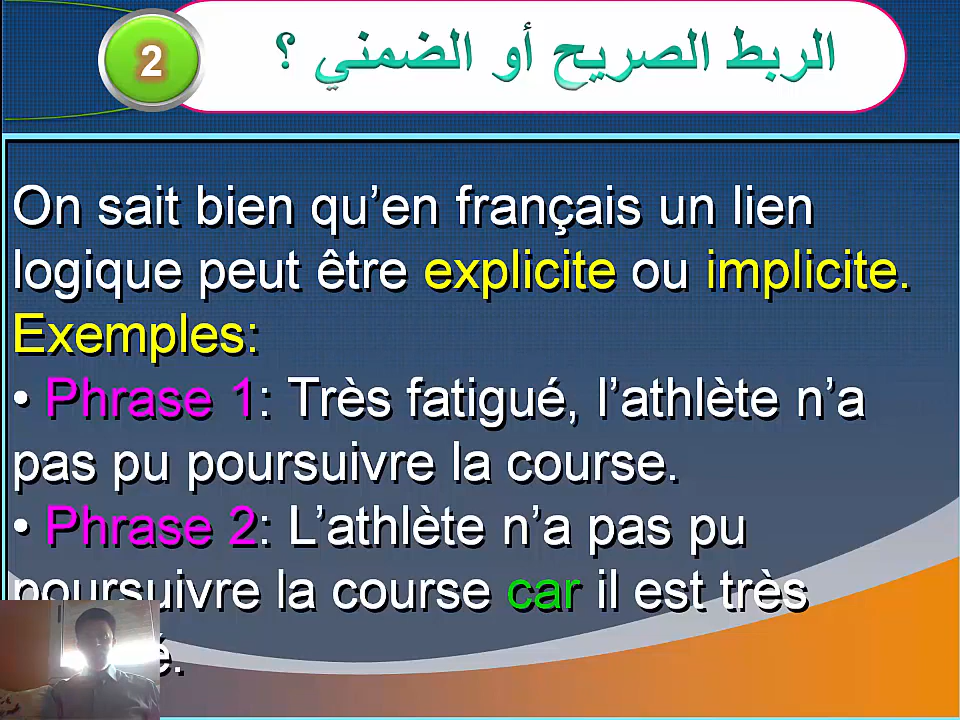 2
الربط الصريح أو الضمني ؟
On sait bien qu’en français un lien
logique peut être explicite ou implicite.
Exemples:
• Phrase 1: Très fatigué, l’athlète n’a
pas pu poursuivre la course.
• Phrase 2: L’athlète n’a pas pu
poursuivre la course car il est très